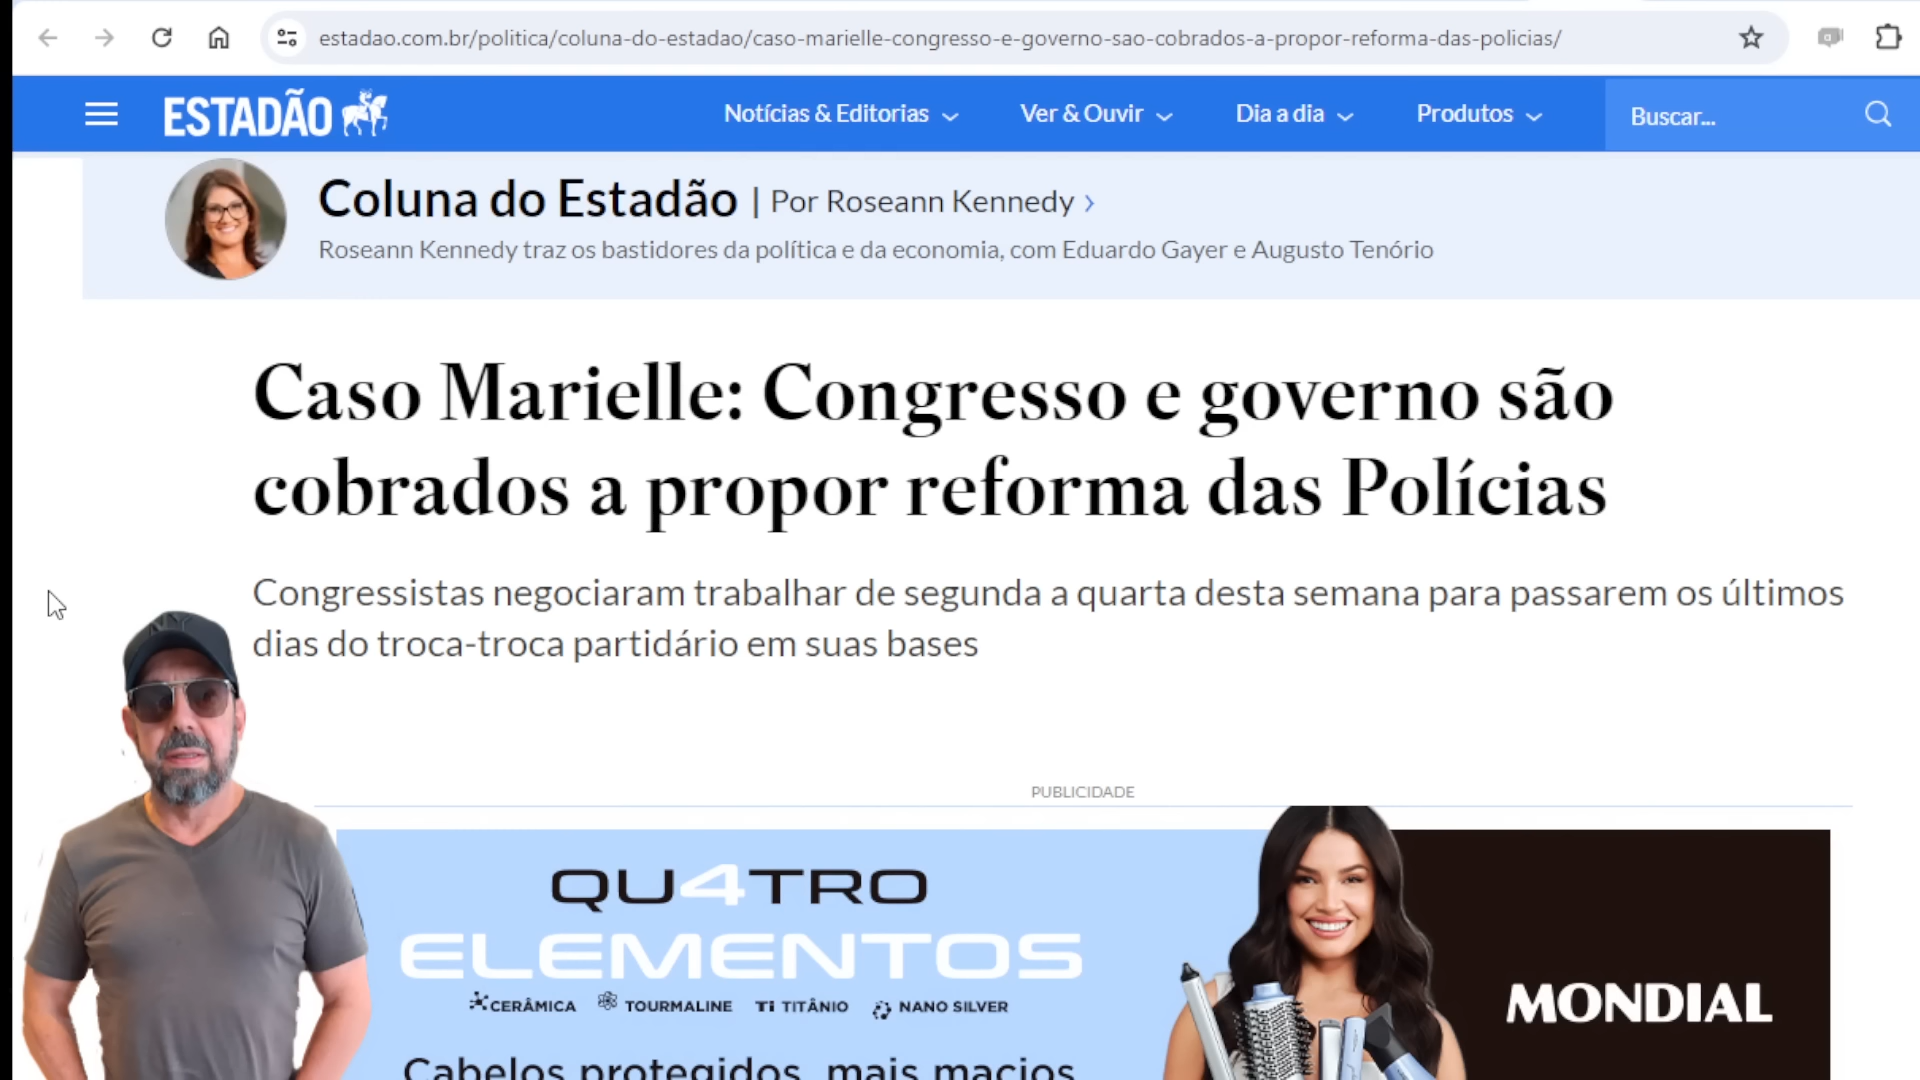 estadao.com.br/politica/coluna-do-estadao/caso-marielle-congresso-e-governo-sao-cobrados-a-propor-reforma-das-policias/
ESTADÃO
Notícias & Editorias
Ver & Ouvir
Dia a dia
Produtos
Buscar...
Coluna do Estadão | Por Roseann Kennedy
Roseann Kennedy traz os bastidores da política e da economia, com Eduardo Gayer e Augusto Tenório
Caso Marielle: Congresso e governo são
cobrados a propor reforma das Polícias
Congressistas negociaram trabalhar de segunda a quarta desta semana para passarem os últimos
dias do troca-troca partidário em suas bases
PUBLICIDADE
QU4TRO
ELEMENTOS
CERÂMICA
TOURMALINE
Ti TITÂNIO
NANO SILVER
MONDIAL
Cabelos protegidos, mais macios